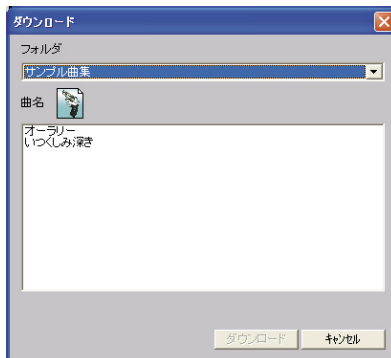 ダウンロード
フォルダ
サンプル曲集
曲名
オーラリー
いつくしみ深き
ダウンロード キャンセル